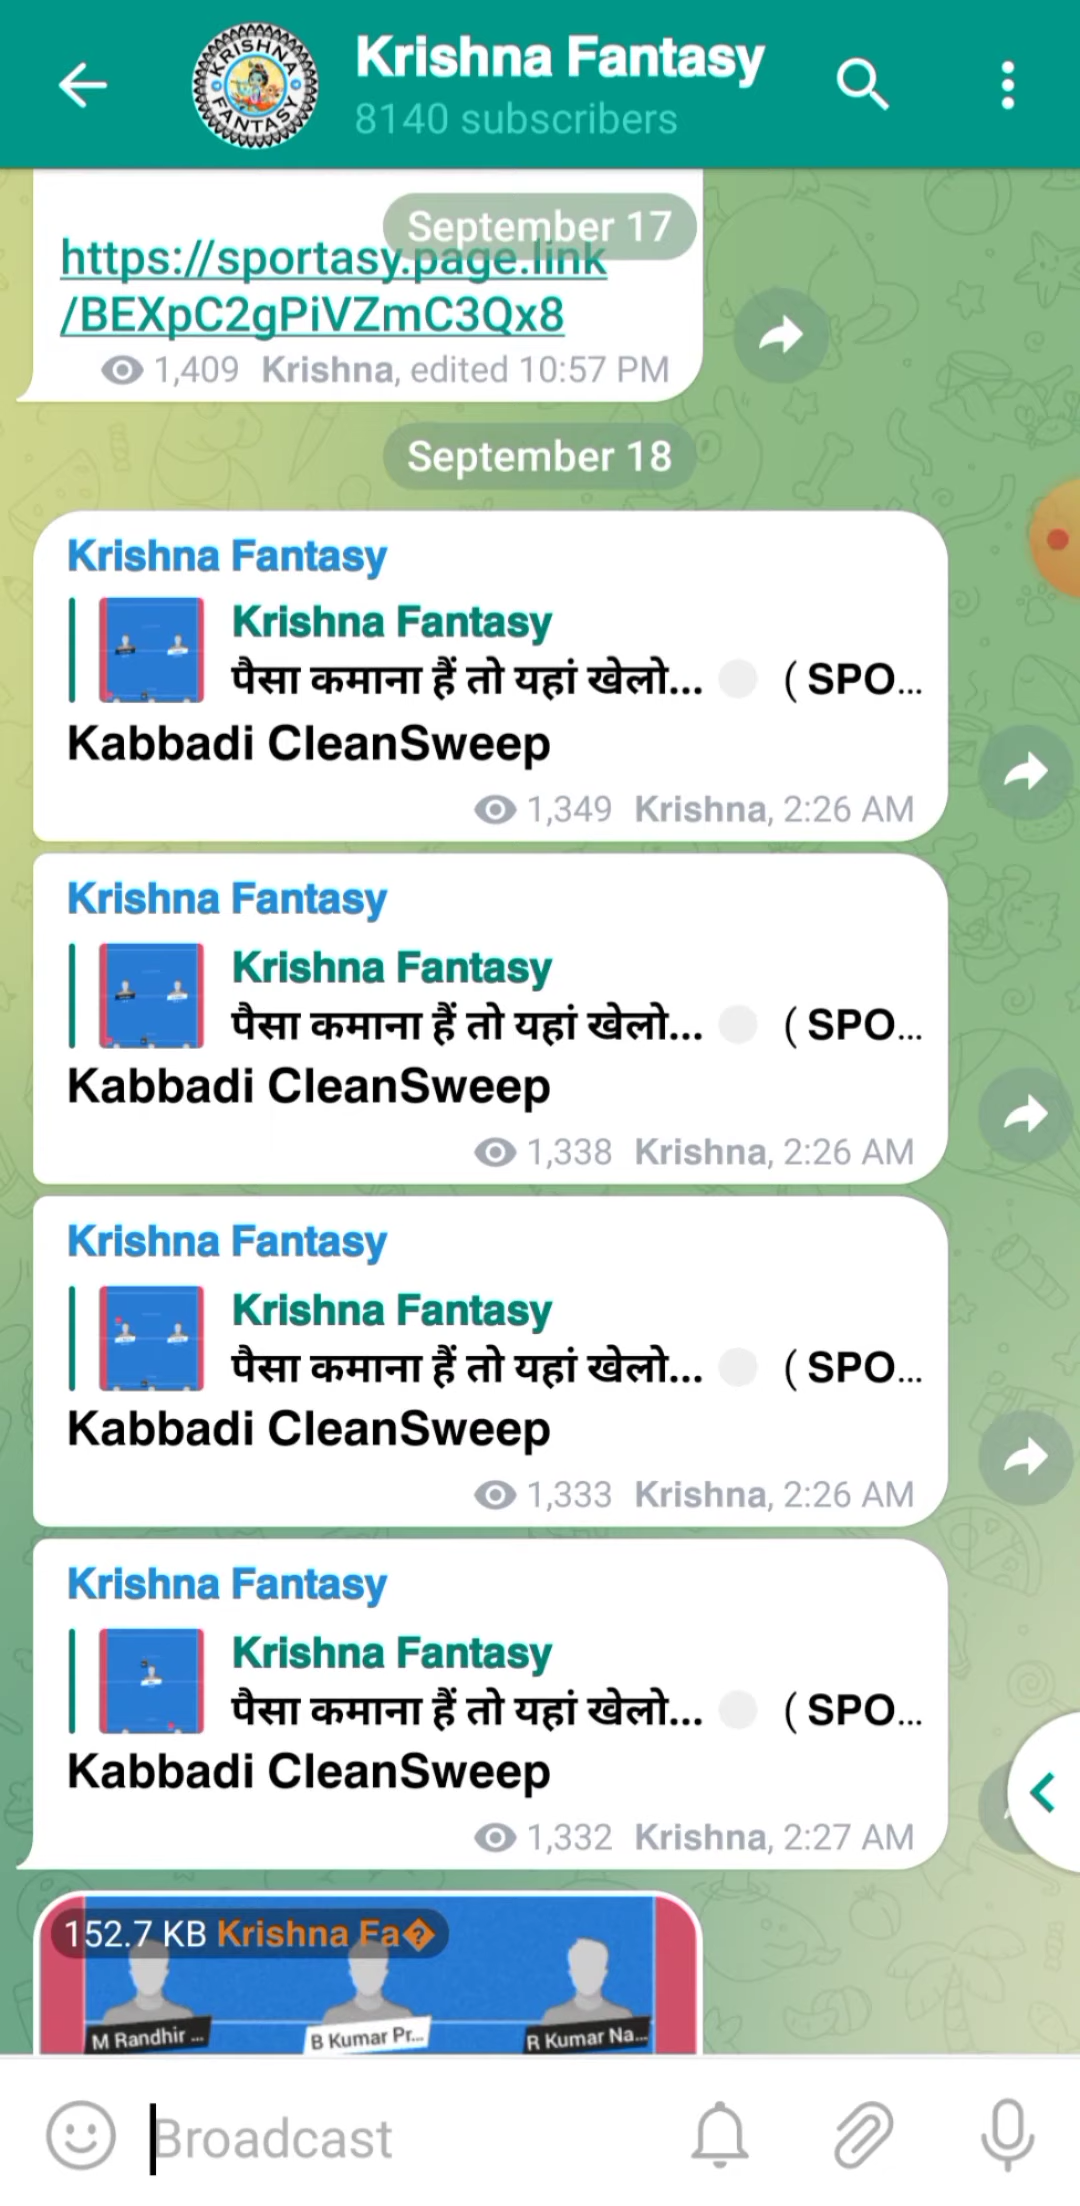 KRISHNA FANTASY
Krishna Fantasy
8140 subscribers
September 17
https://sportasy.page.link
/BEXpC2gPiVZmC3Qx8
1,409 Krishna, edited 10:57 PM
September 18
Krishna Fantasy
Krishna Fantasy
पैसा कमाना हैं तो यहां खेलो... ( SPO...
Kabbadi CleanSweep
1,349 Krishna, 2:26 AM
Krishna Fantasy
Krishna Fantasy
पैसा कमाना हैं तो यहां खेलो... ( SPO...
Kabbadi CleanSweep
1,338 Krishna, 2:26 AM
Krishna Fantasy
Krishna Fantasy
पैसा कमाना हैं तो यहां खेलो... ( SPO...
Kabbadi CleanSweep
1,333 Krishna, 2:26 AM
Krishna Fantasy
Krishna Fantasy
पैसा कमाना हैं तो यहां खेलो... ( SPO...
Kabbadi CleanSweep
1,332 Krishna, 2:27 AM
152.7 KB Krishna Fa�
M Randhir ... B Kumar Pr... R Kumar Na...
Broadcast